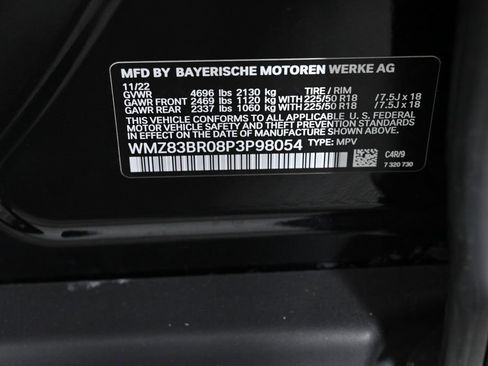 MFD BY BAYERISCHE MOTOREN WERKE AG
11/22
GVWR 4696 lbs 2130 kg TIRE / RIM
GAWR FRONT 2469 lbs 1120 kg WITH 225/50 R18 / 7.5J x 18
GAWR REAR 2337 lbs 1060 kg WITH 225/50 R18 / 7.5J x 18
THIS VEHICLE CONFORMS TO ALL APPLICABLE U. S. FEDERAL
MOTOR VEHICLE SAFETY AND THEFT PREVENTION STANDARDS
IN EFFECT ON THE DATE OF MANUFACTURE SHOWN ABOVE.
WMZ83BR08P3P98054 TYPE: MPV
C4R/9
7 320 730